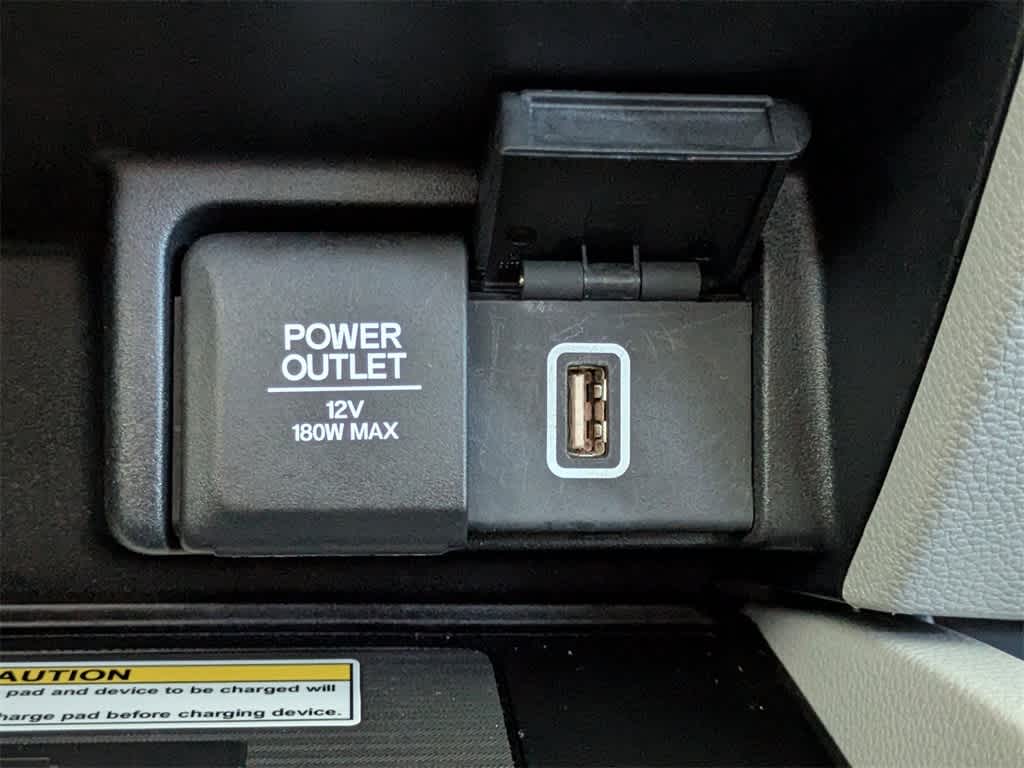 POWER
OUTLET
12V
180W MAX
AUTION
pad and device to be charged will
harge pad before charging device.